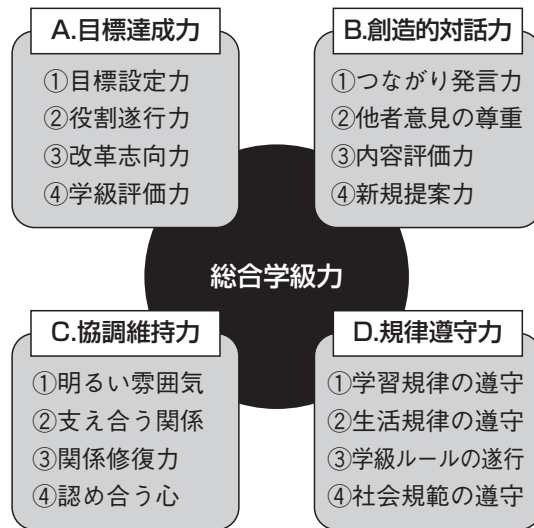 A.目標達成力
①目標設定力
②役割遂行力
③改革志向力
④学級評価力
B.創造的対話力
①つながり発言力
②他者意見の尊重
③内容評価力
④新規提案力
総合学級力
C.協調維持力
①明るい雰囲気
②支え合う関係
③関係修復力
④認め合う心
D.規律遵守力
①学習規律の遵守
②生活規律の遵守
③学級ルールの遂行
④社会規範の遵守